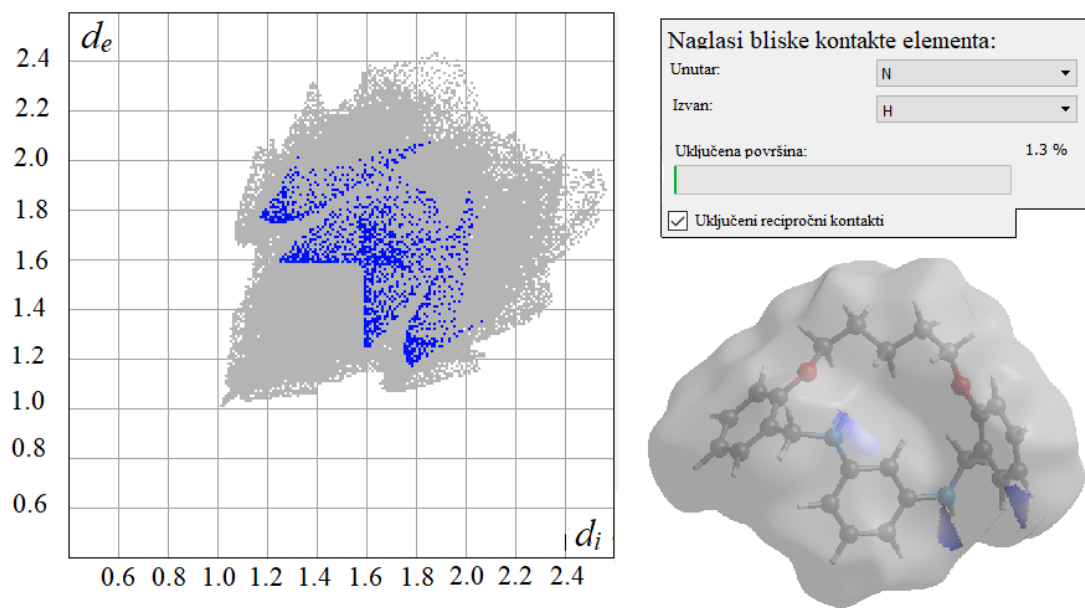 d_e
2.4
2.2
2.0
1.8
1.6
1.4
1.2
1.0
0.8
0.6
d_i
0.6 0.8 1.0 1.2 1.4 1.6 1.8 2.0 2.2 2.4
Naglasi bliske kontakte elementa:
Unutar: N
Izvan: H
Uključena površina: 1.3 %
Uključeni recipročni kontakti